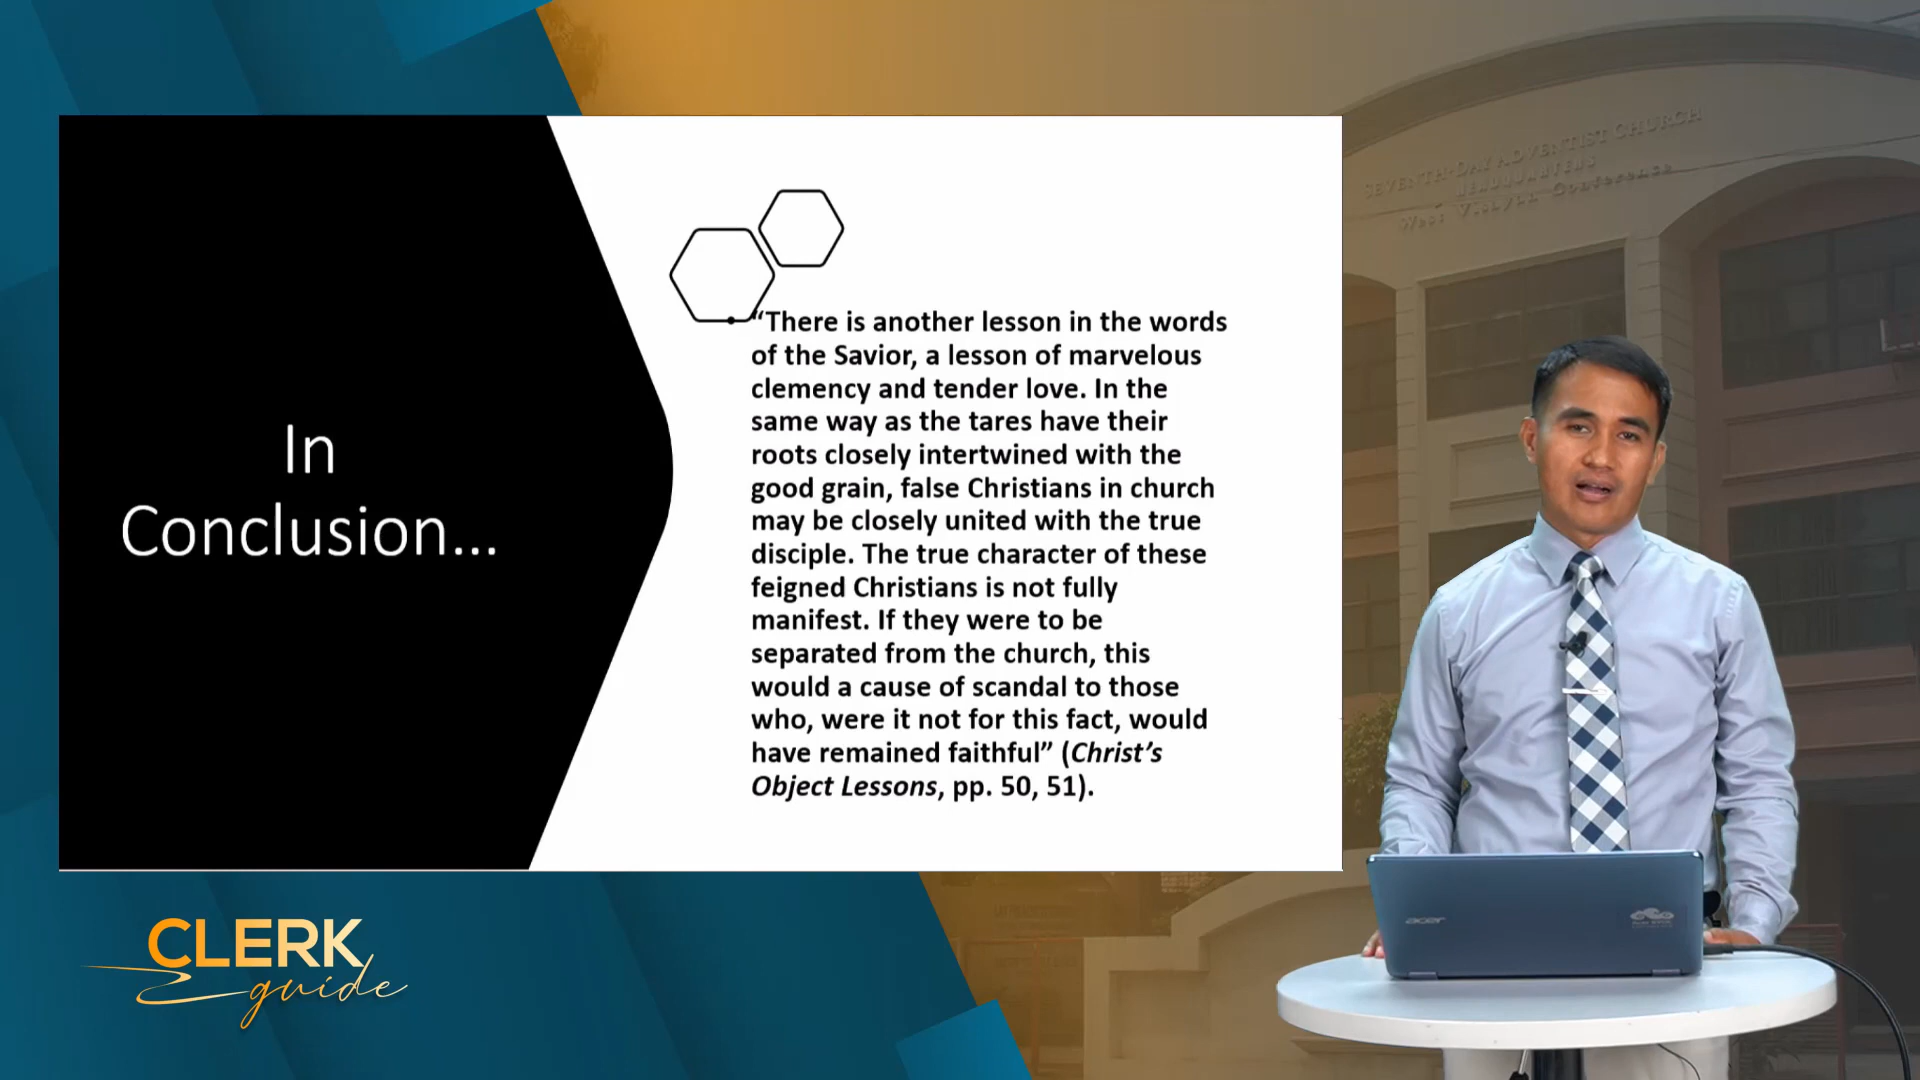 SEVENTH-DAY ADVENTIST CHURCH
HEADQUARTERS
West Visayan Conference
In
Conclusion...
• “There is another lesson in the words
of the Savior, a lesson of marvelous
clemency and tender love. In the
same way as the tares have their
roots closely intertwined with the
good grain, false Christians in church
may be closely united with the true
disciple. The true character of these
feigned Christians is not fully
manifest. If they were to be
separated from the church, this
would a cause of scandal to those
who, were it not for this fact, would
have remained faithful” (Christ’s
Object Lessons, pp. 50, 51).
acer
CLERK
guide